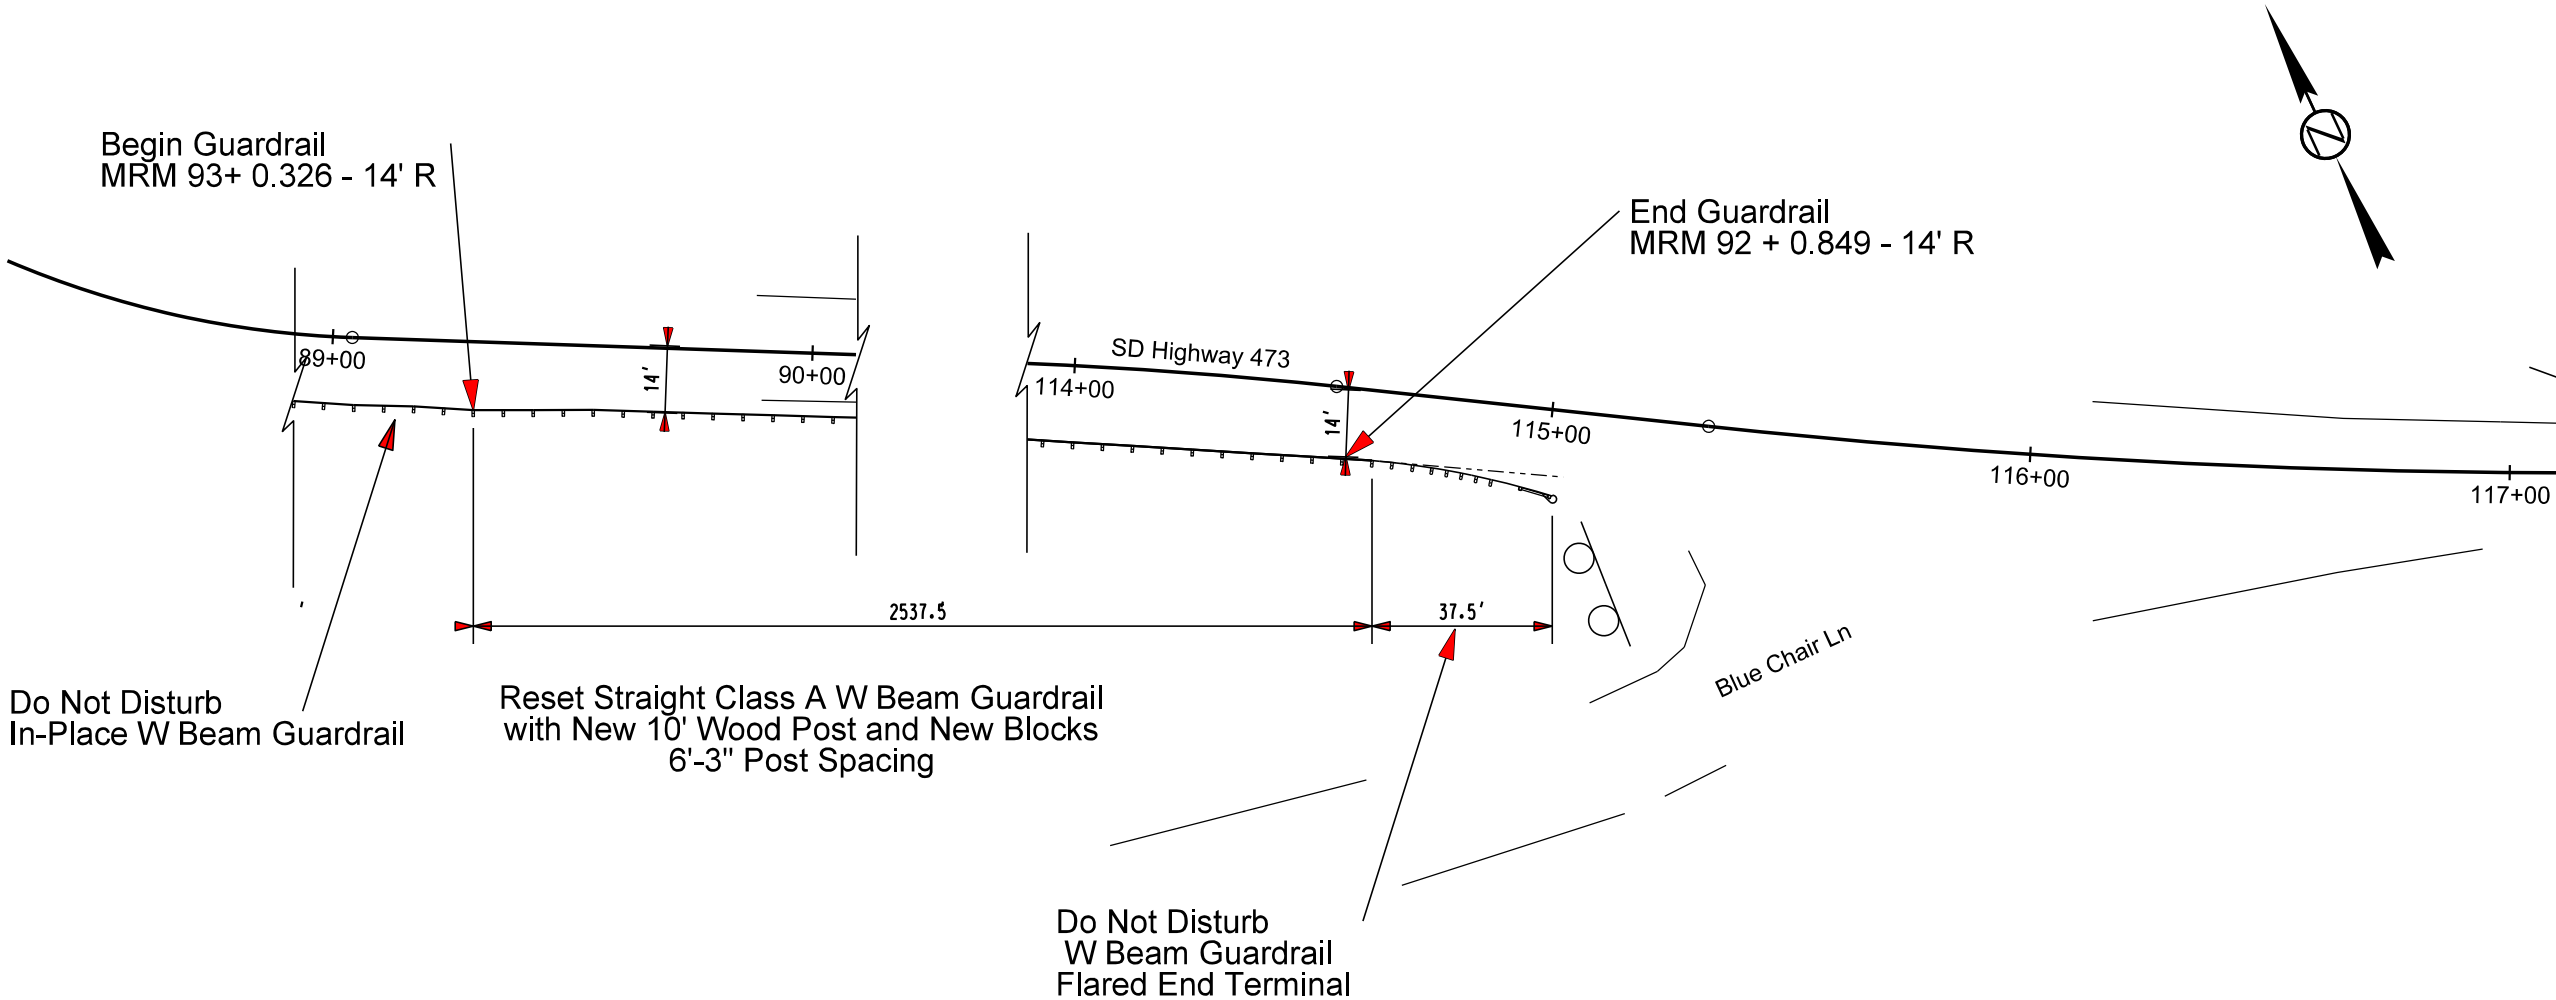 Begin Guardrail
MRM 93+ 0.326 - 14' R
N
End Guardrail
MRM 92 + 0.849 - 14' R
89+00
14'
90+00
SD Highway 473
114+00
14'
115+00
116+00
117+00
2537.5'
37.5'
Blue Chair Ln
Do Not Disturb
In-Place W Beam Guardrail
Reset Straight Class A W Beam Guardrail
with New 10' Wood Post and New Blocks
6'-3" Post Spacing
Do Not Disturb
W Beam Guardrail
Flared End Terminal